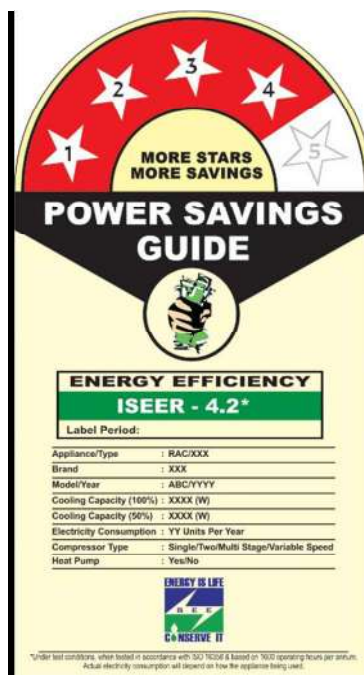 1
2
3
4
5
MORE STARS
MORE SAVINGS
POWER SAVINGS
GUIDE
ENERGY EFFICIENCY
ISEER - 4.2*
Label Period:
Appliance/Type : RAC/XXX
Brand : XXX
Model/Year : ABC/YYYY
Cooling Capacity (100%) : XXXX (W)
Cooling Capacity (50%) : XXXX (W)
Electricity Consumption : YY Units Per Year
Compressor Type : Single/Two/Multi Stage/Variable Speed
Heat Pump : Yes/No
ENERGY IS LIFE
BEE
CONSERVE IT
*Under test conditions, when tested in accordance with ISO 16358 & based on 1600 operating hours per annum.
Actual electricity consumption will depend on how the appliance being used.